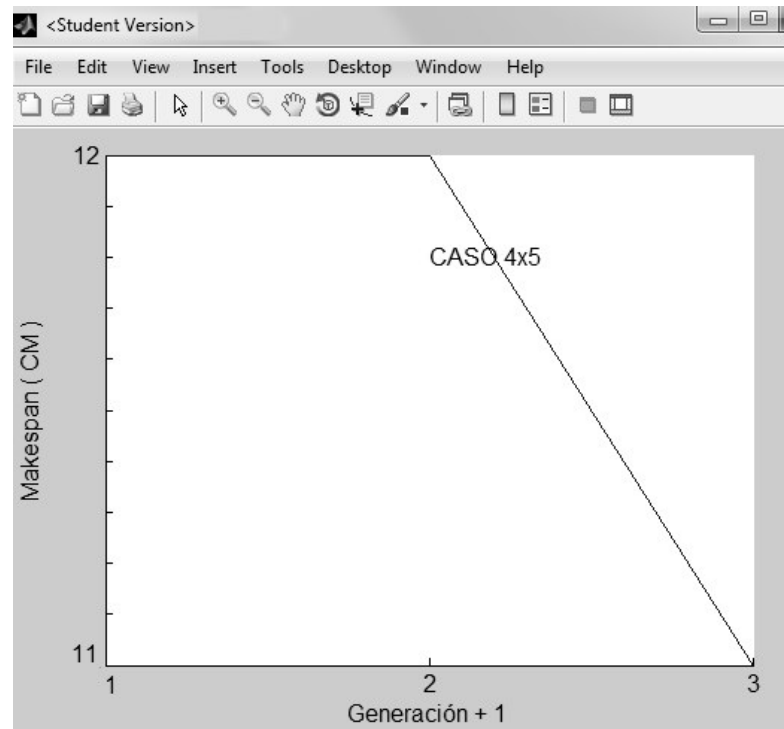 <Student Version>
File Edit View Insert Tools Desktop Window Help
12
CASO 4x5
Makespan ( CM )
11
1 2 3
Generación + 1